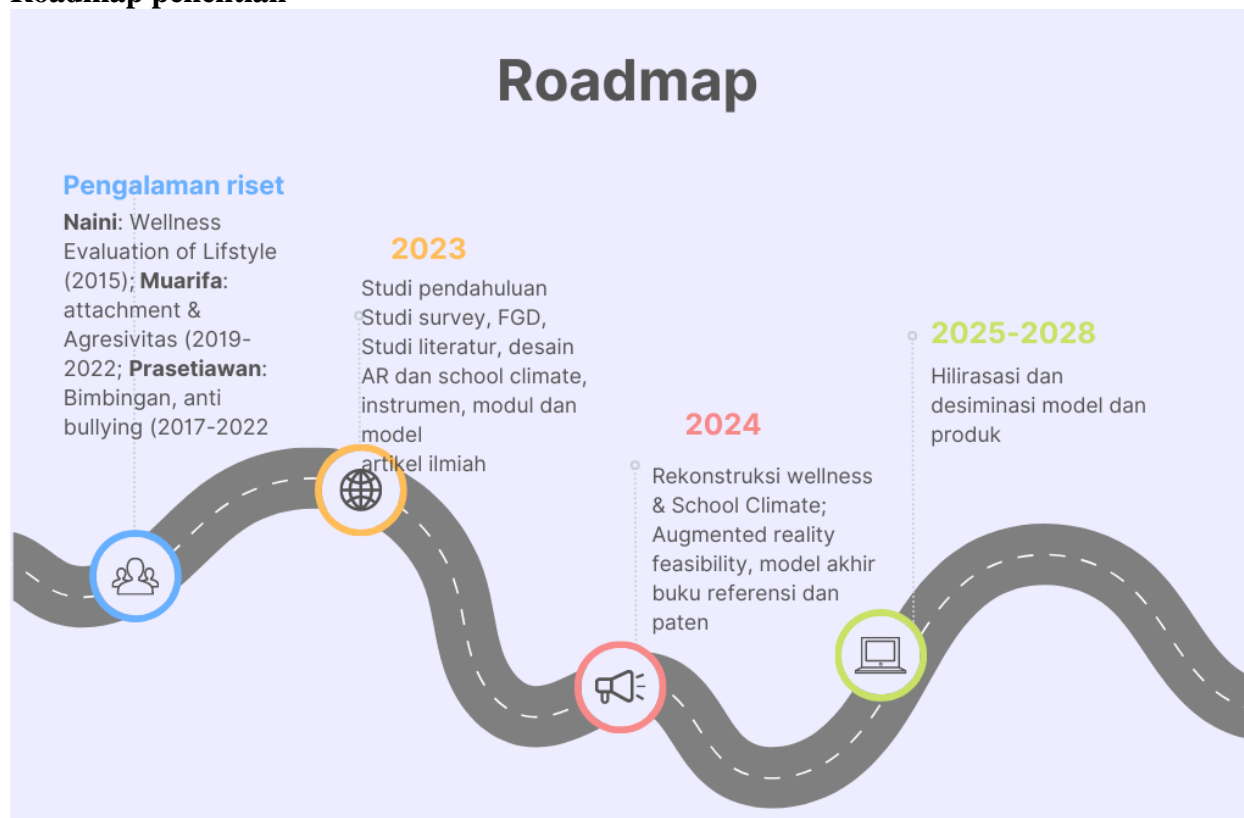 Roadmap penelitian
Roadmap
Pengalaman riset
Naini: Wellness
Evaluation of Lifstyle
(2015); Muarifa:
attachment &
Agresivitas (2019-
2022; Prasetiawan:
Bimbingan, anti
bullying (2017-2022
2023
Studi pendahuluan
Studi survey, FGD,
Studi literatur, desain
AR dan school climate,
instrumen, modul dan
model
artikel ilmiah
2024
Rekonstruksi wellness
& School Climate;
Augmented reality
feasibility, model akhir
buku referensi dan
paten
2025-2028
Hilirasasi dan
desiminasi model dan
produk